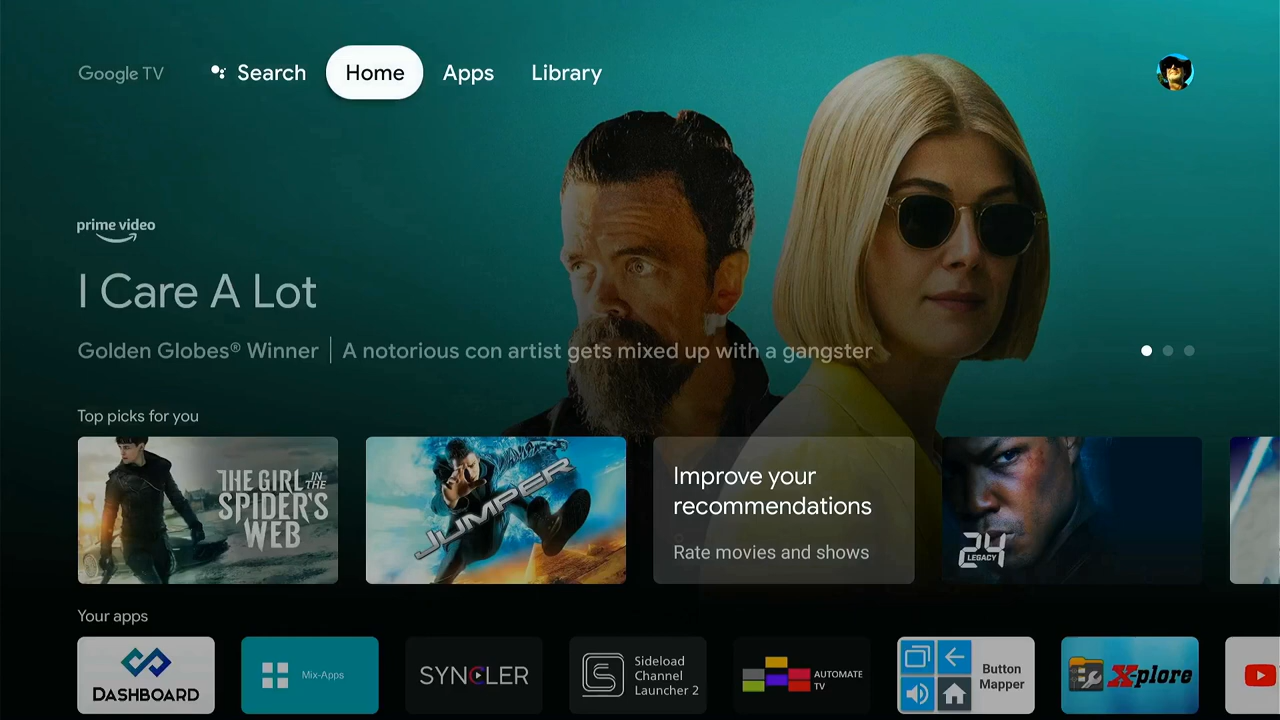 Google TV
Search
Home
Apps
Library
prime video
I Care A Lot
Golden Globes® Winner | A notorious con artist gets mixed up with a gangster
Top picks for you
THE GIRL IN THE
SPIDER'S
WEB
JUMPER
Improve your
recommendations
Rate movies and shows
24
LEGACY
Your apps
DASHBOARD
Mix-Apps
SYNCLER
Sideload
Channel
Launcher 2
AUTOMATE
TV
Button
Mapper
X-plore